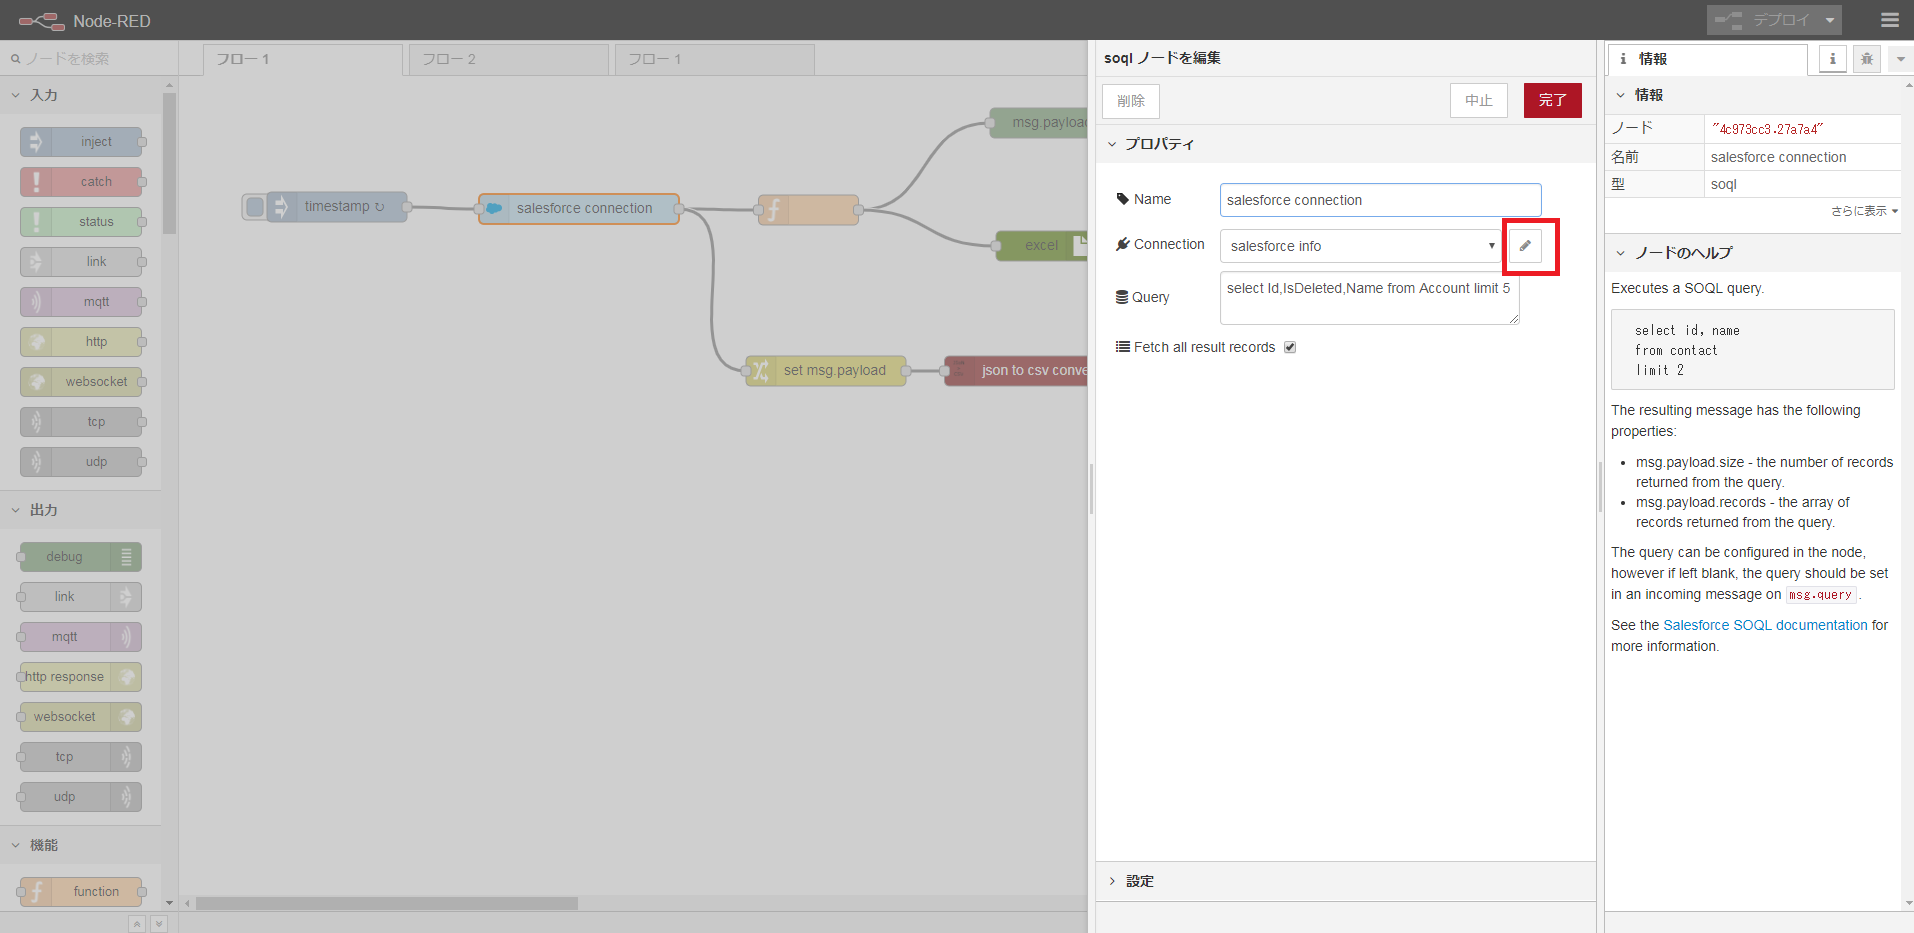 Node-RED
デプロイ
ノードを検索
フロー 1
フロー 2
フロー 1
入力
inject
catch
status
link
mqtt
http
websocket
tcp
udp
出力
debug
link
mqtt
http response
websocket
tcp
udp
機能
function
timestamp ↻
salesforce connection
msg.payload
excel
set msg.payload
json to csv conve
soql ノードを編集
削除
中止
完了
プロパティ
Name
salesforce connection
Connection
salesforce info
Query
select Id,IsDeleted,Name from Account limit 5
Fetch all result records
設定
情報
情報
ノード
"4c973cc3.27a7a4"
名前
salesforce connection
型
soql
さらに表示
ノードのヘルプ
Executes a SOQL query.
select id, name
from contact
limit 2
The resulting message has the following
properties:
• msg.payload.size - the number of records
returned from the query.
• msg.payload.records - the array of
records returned from the query.
The query can be configured in the node,
however if left blank, the query should be set
in an incoming message on msg.query.
See the Salesforce SOQL documentation for
more information.